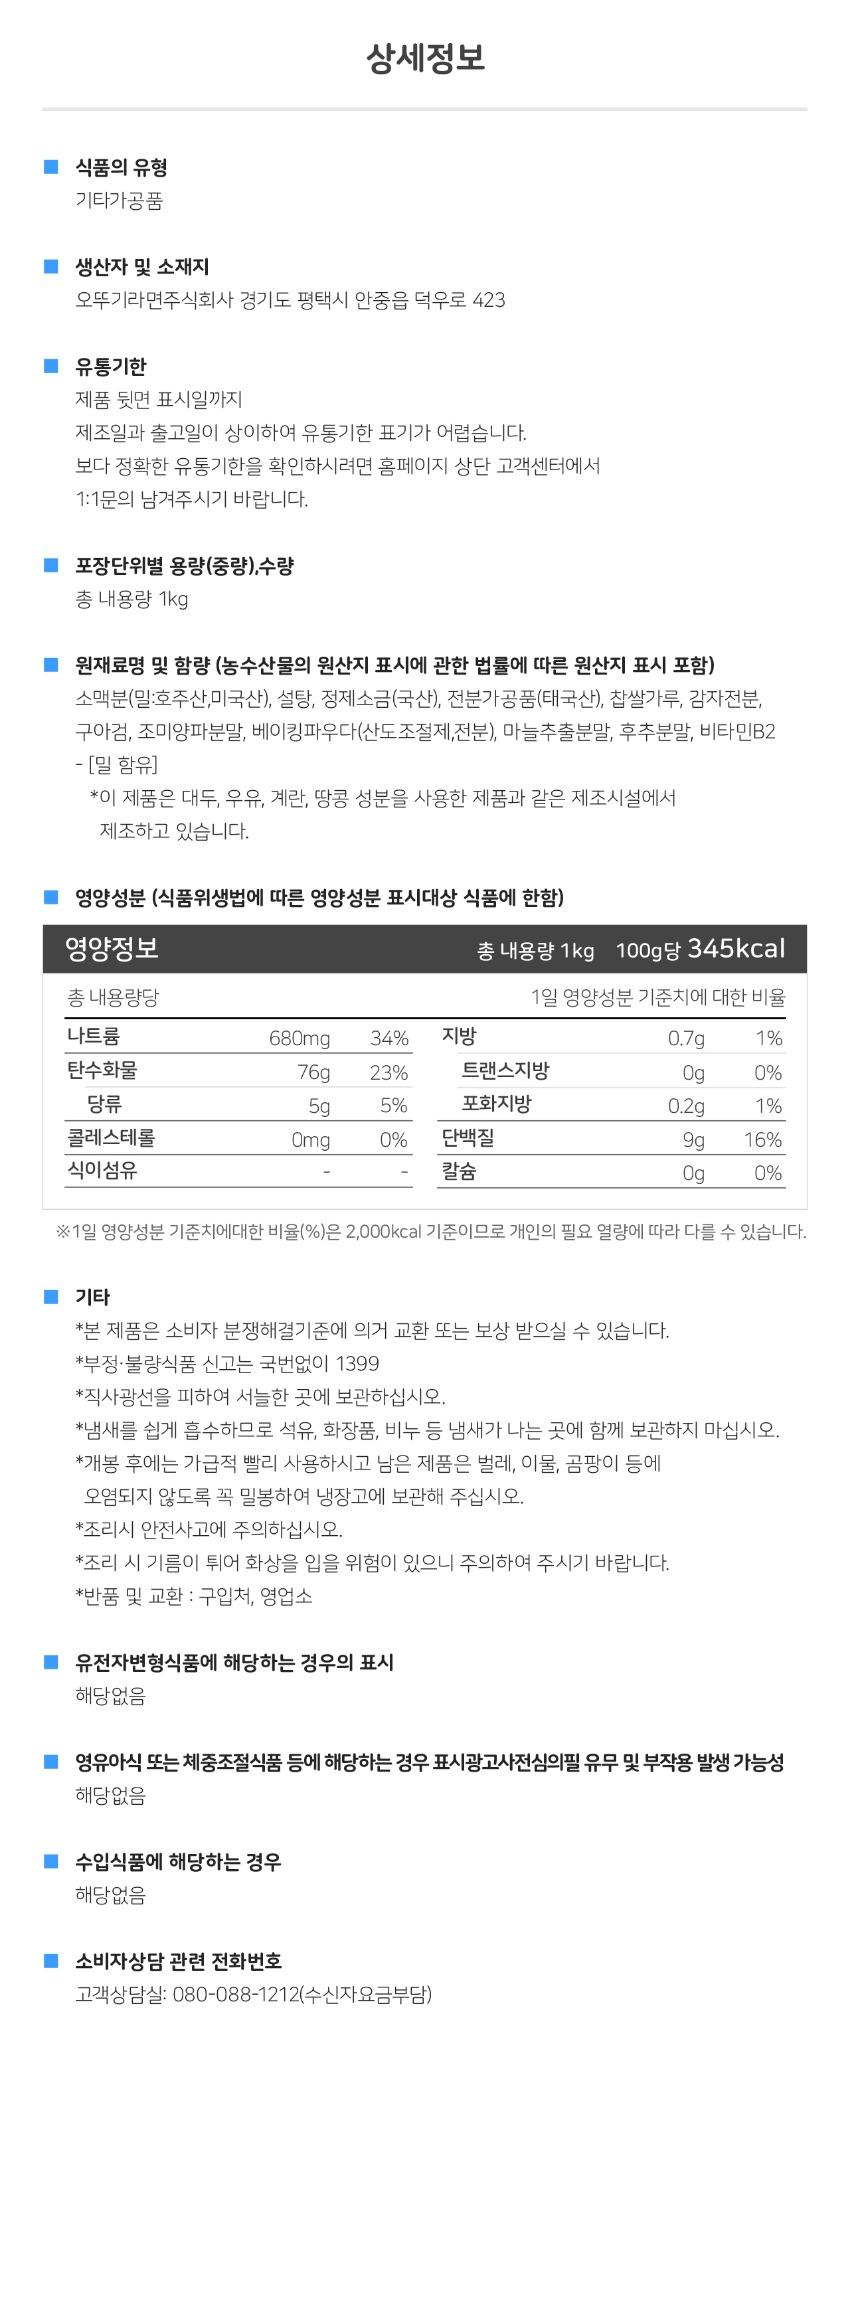 상세정보
식품의 유형
기타가공품
생산자 및 소재지
오뚜기라면주식회사 경기도 평택시 안중읍 덕우로 423
유통기한
제품 뒷면 표시일까지
제조일과 출고일이 상이하여 유통기한 표기가 어렵습니다.
보다 정확한 유통기한을 확인하시려면 홈페이지 상단 고객센터에서
1:1문의 남겨주시기 바랍니다.
포장단위별 용량(중량),수량
총 내용량 1kg
원재료명 및 함량 (농수산물의 원산지 표시에 관한 법률에 따른 원산지 표시 포함)
소맥분(밀:호주산,미국산), 설탕, 정제소금(국산), 전분가공품(태국산), 찹쌀가루, 감자전분,
구아검, 조미양파분말, 베이킹파우다(산도조절제,전분), 마늘추출분말, 후추분말, 비타민B2
- [밀 함유]
*이 제품은 대두, 우유, 계란, 땅콩 성분을 사용한 제품과 같은 제조시설에서
제조하고 있습니다.
영양성분 (식품위생법에 따른 영양성분 표시대상 식품에 한함)
영양정보 총 내용량 1kg 100g당 345kcal
총 내용량당 1일 영양성분 기준치에 대한 비율
나트륨 680mg 34% 지방 0.7g 1%
탄수화물 76g 23% 트랜스지방 0g 0%
당류 5g 5% 포화지방 0.2g 1%
콜레스테롤 0mg 0% 단백질 9g 16%
식이섬유 - - 칼슘 0g 0%
※1일 영양성분 기준치에대한 비율(%)은 2,000kcal 기준이므로 개인의 필요 열량에 따라 다를 수 있습니다.
기타
*본 제품은 소비자 분쟁해결기준에 의거 교환 또는 보상 받으실 수 있습니다.
*부정·불량식품 신고는 국번없이 1399
*직사광선을 피하여 서늘한 곳에 보관하십시오.
*냄새를 쉽게 흡수하므로 석유, 화장품, 비누 등 냄새가 나는 곳에 함께 보관하지 마십시오.
*개봉 후에는 가급적 빨리 사용하시고 남은 제품은 벌레, 이물, 곰팡이 등에
오염되지 않도록 꼭 밀봉하여 냉장고에 보관해 주십시오.
*조리시 안전사고에 주의하십시오.
*조리 시 기름이 튀어 화상을 입을 위험이 있으니 주의하여 주시기 바랍니다.
*반품 및 교환 : 구입처, 영업소
유전자변형식품에 해당하는 경우의 표시
해당없음
영유아식 또는 체중조절식품 등에 해당하는 경우 표시광고사전심의필 유무 및 부작용 발생 가능성
해당없음
수입식품에 해당하는 경우
해당없음
소비자상담 관련 전화번호
고객상담실: 080-088-1212(수신자요금부담)